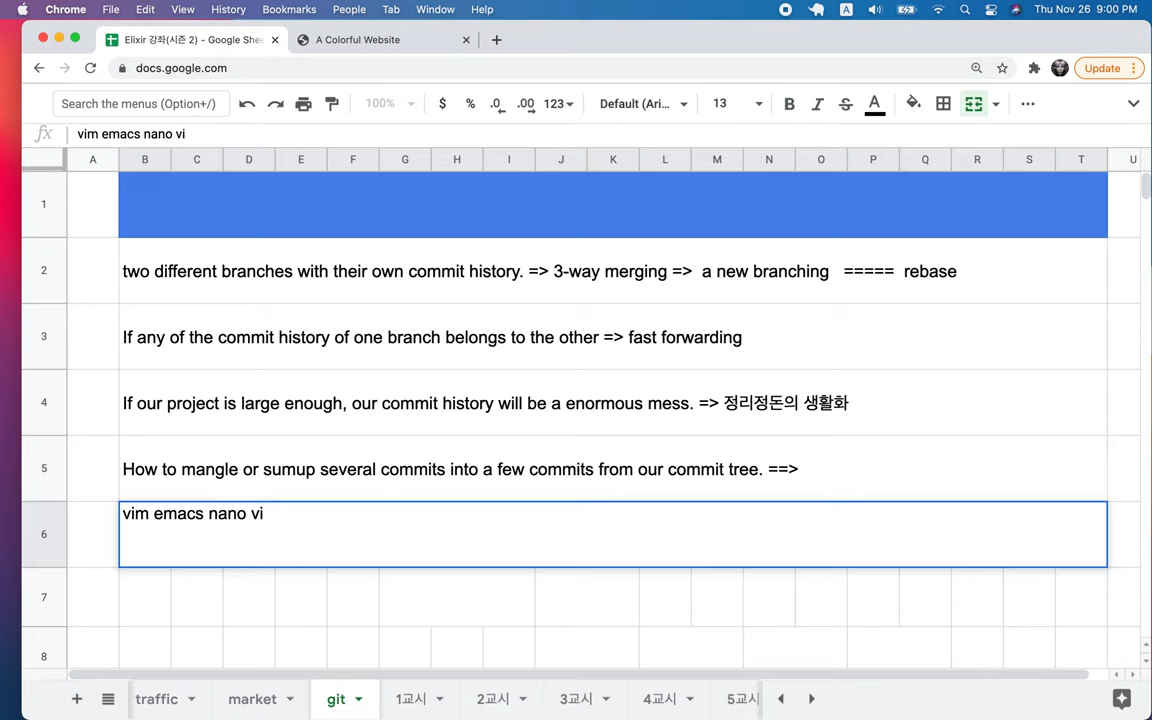 Chrome File Edit View History Bookmarks People Tab Window Help A Thu Nov 26 9:00 PM
Elixir 강좌(시즌 2) - Google She × A Colorful Website × +
docs.google.com Update
Search the menus (Option+/) 100% $ % .0 .00 123 Default (Ari... 13 B I S A ...
fx vim emacs nano vi
A B C D E F G H I J K L M N O P Q R S T U
1
2 two different branches with their own commit history. => 3-way merging => a new branching ===== rebase
3 If any of the commit history of one branch belongs to the other => fast forwarding
4 If our project is large enough, our commit history will be a enormous mess. => 정리정돈의 생활화
5 How to mangle or sumup several commits into a few commits from our commit tree. ==>
6 vim emacs nano vi
7
8
+ traffic market git 1교시 2교시 3교시 4교시 5교시